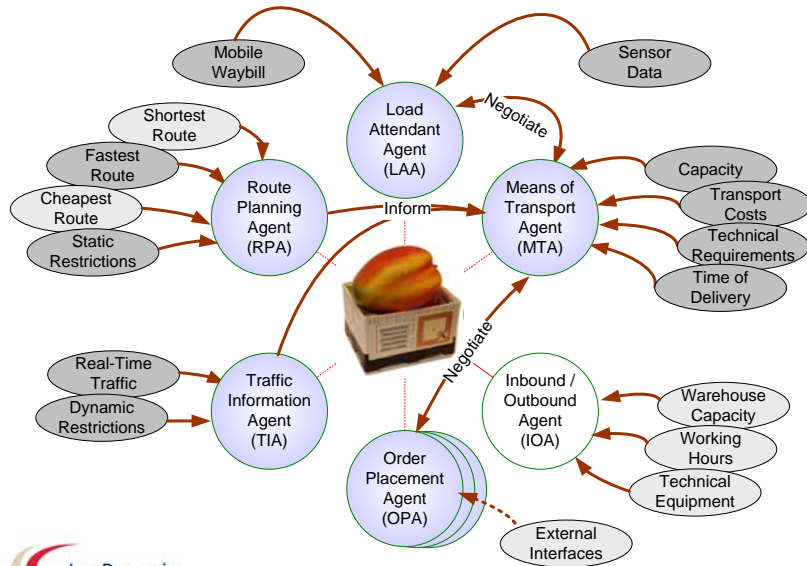 Mobile
Waybill
Sensor
Data
Load
Attendant
Agent
(LAA)
Negotiate
Shortest
Route
Fastest
Route
Cheapest
Route
Static
Restrictions
Route
Planning
Agent
(RPA)
Inform
Means of
Transport
Agent
(MTA)
Capacity
Transport
Costs
Technical
Requirements
Time of
Delivery
Negotiate
Real-Time
Traffic
Dynamic
Restrictions
Traffic
Information
Agent
(TIA)
Inbound /
Outbound
Agent
(IOA)
Warehouse
Capacity
Working
Hours
Technical
Equipment
Order
Placement
Agent
(OPA)
External
Interfaces